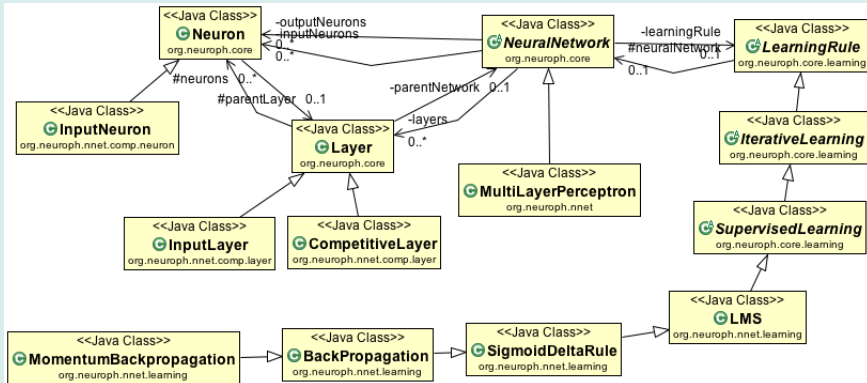 <<Java Class>>
Neuron
org.neuroph.core
-outputNeurons
-inputNeurons
0..*
0..*
<<Java Class>>
NeuralNetwork
org.neuroph.core
-learningRule
#neuralNetwork
0..1
0..1
<<Java Class>>
LearningRule
org.neuroph.core.learning
#neurons
0..*
#parentLayer
0..1
-parentNetwork
0..1
-layers
0..*
<<Java Class>>
InputNeuron
org.neuroph.nnet.comp.neuron
<<Java Class>>
Layer
org.neuroph.core
<<Java Class>>
IterativeLearning
org.neuroph.core.learning
<<Java Class>>
MultiLayerPerceptron
org.neuroph.nnet
<<Java Class>>
InputLayer
org.neuroph.nnet.comp.layer
<<Java Class>>
CompetitiveLayer
org.neuroph.nnet.comp.layer
<<Java Class>>
SupervisedLearning
org.neuroph.core.learning
<<Java Class>>
LMS
org.neuroph.nnet.learning
<<Java Class>>
MomentumBackpropagation
org.neuroph.nnet.learning
<<Java Class>>
BackPropagation
org.neuroph.nnet.learning
<<Java Class>>
SigmoidDeltaRule
org.neuroph.nnet.learning